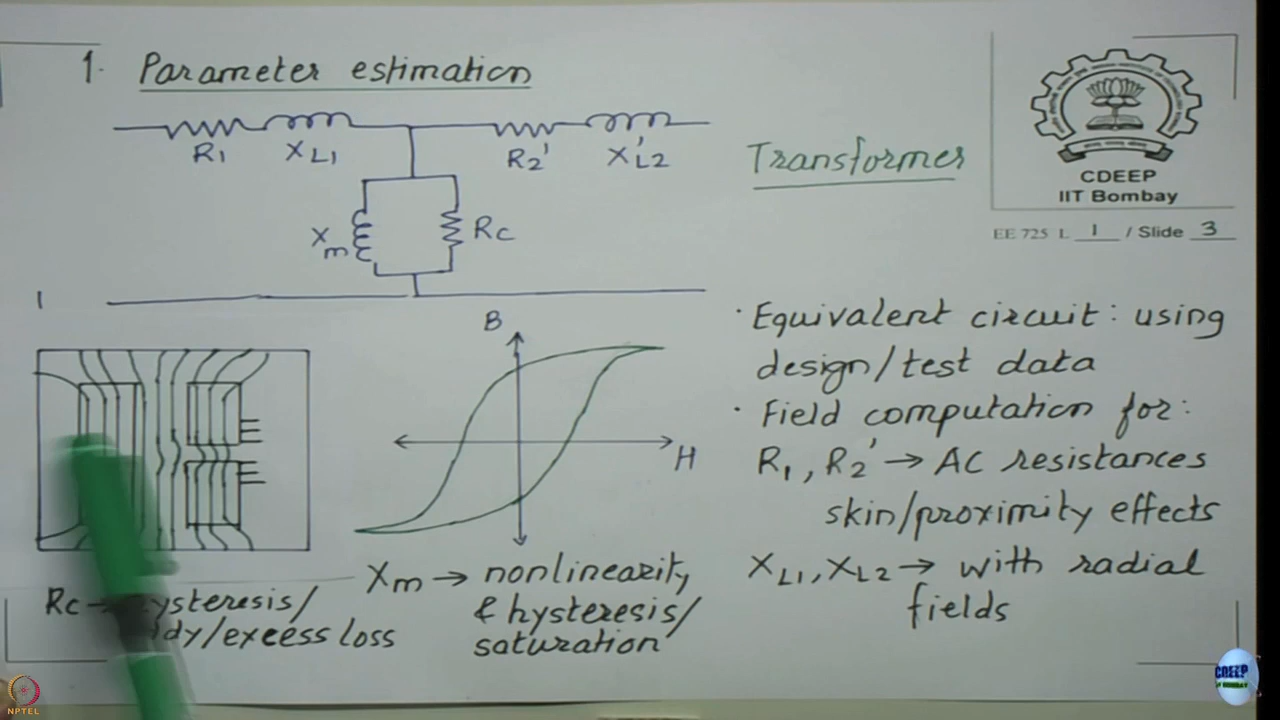 1. Parameter estimation
R1 XL1 R2' X'L2
Xm Rc
Transformer
CDEEP
IIT Bombay
EE 725 L 1 / Slide 3
B
H
Rc →
/excess loss
Xm → nonlinearity
& hysteresis/
saturation
· Equivalent circuit: using
design/test data
· Field computation for:
R1, R2' → AC resistances
skin/proximity effects
XL1, XL2 → with radial
fields
NPTEL
CDEEP
IIT BOMBAY